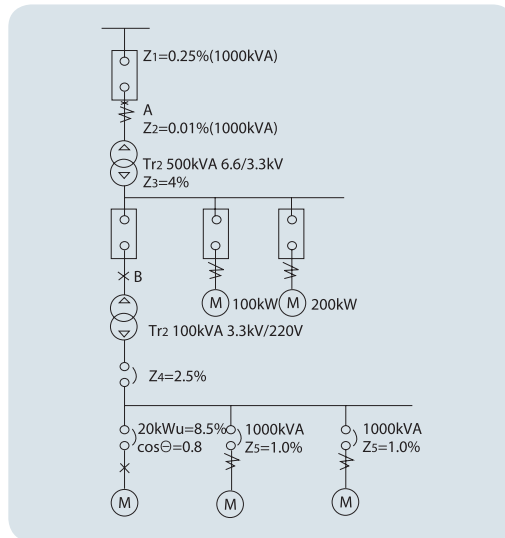 Z1=0.25%(1000kVA)
A
Z2=0.01%(1000kVA)
Tr2 500kVA 6.6/3.3kV
Z3=4%
B
M 100kW M 200kW
Tr2 100kVA 3.3kV/220V
Z4=2.5%
20kWu=8.5% 1000kVA 1000kVA
cos⊖=0.8 Z5=1.0% Z5=1.0%
M M M